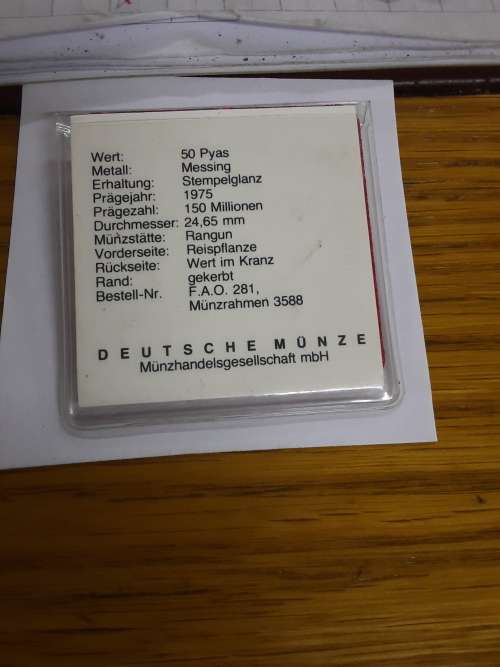 Wert: 50 Pyas
Metall: Messing
Erhaltung: Stempelglanz
Prägejahr: 1975
Prägezahl: 150 Millionen
Durchmesser: 24,65 mm
Münzstätte: Rangun
Vorderseite: Reispflanze
Rückseite: Wert im Kranz
Rand: gekerbt
Bestell-Nr. F.A.O. 281,
Münzrahmen 3588
DEUTSCHE MÜNZE
Münzhandelsgesellschaft mbH